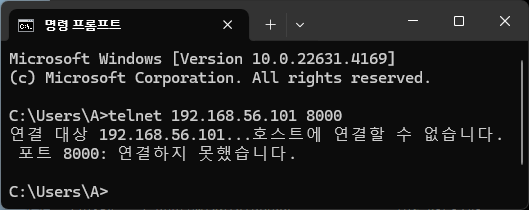 명령 프롬프트
Microsoft Windows [Version 10.0.22631.4169]
(c) Microsoft Corporation. All rights reserved.
C:\Users\A>telnet 192.168.56.101 8000
연결 대상 192.168.56.101...호스트에 연결할 수 없습니다.
포트 8000: 연결하지 못했습니다.
C:\Users\A>